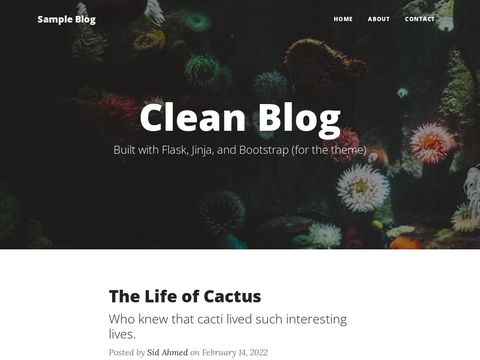 Sample Blog
HOME ABOUT CONTACT
Clean Blog
Built with Flask, Jinja, and Bootstrap (for the theme)
The Life of Cactus
Who knew that cacti lived such interesting
lives.
Posted by Sid Ahmed on February 14, 2022